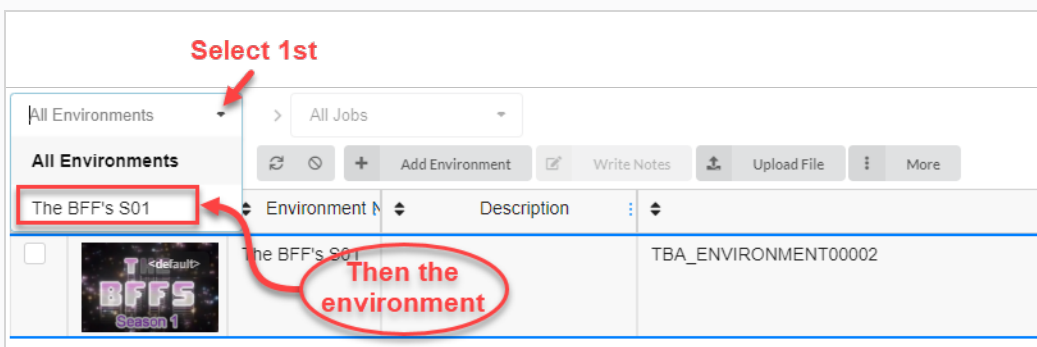 Select 1st
All Environments
All Jobs
All Environments
Add Environment
Write Notes
Upload File
More
The BFF's S01
Environment N
Description
<default>
The BFF's S01
TBA_ENVIRONMENT00002
THE
BFFS
Season 1
Then the
environment